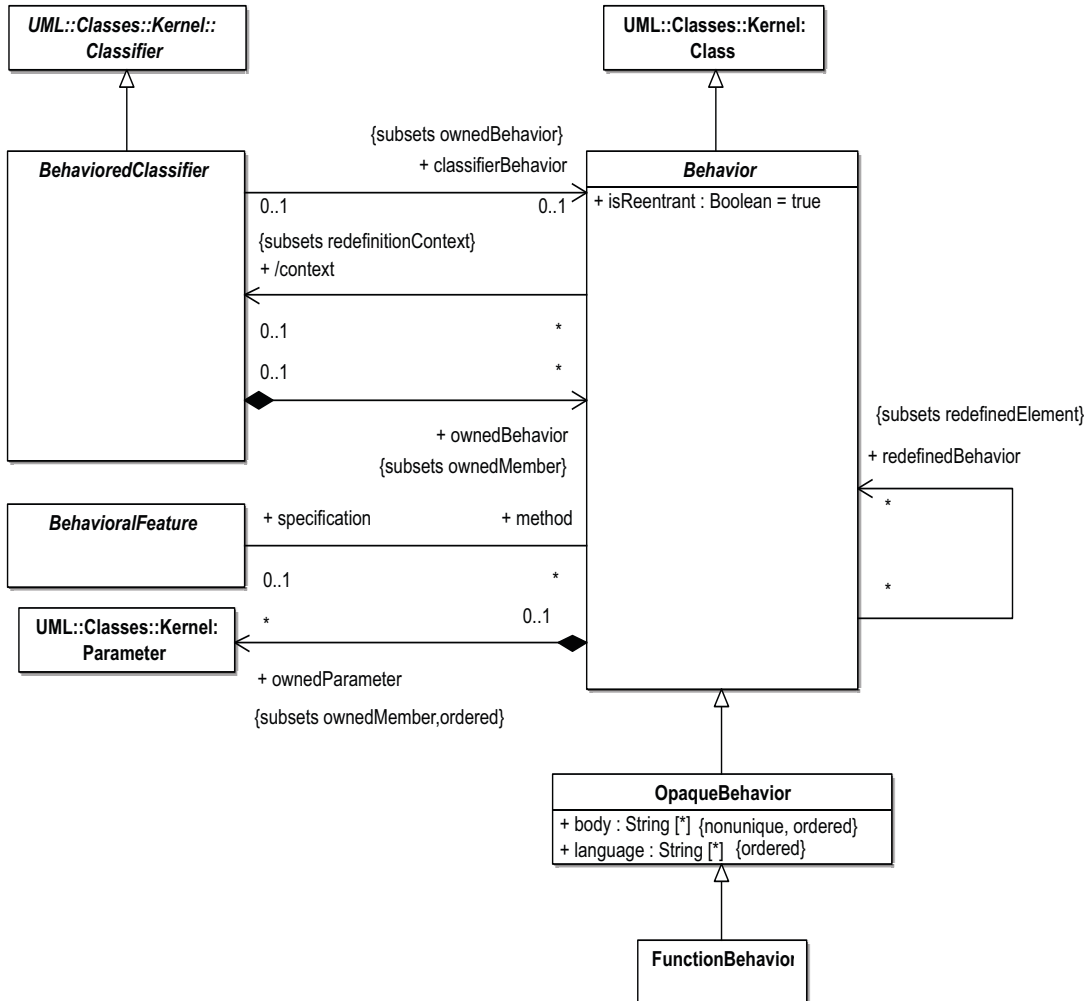 UML::Classes::Kernel::
Classifier
UML::Classes::Kernel:
Class
{subsets ownedBehavior}
+ classifierBehavior
BehavioredClassifier
Behavior
+ isReentrant : Boolean = true
0..1
0..1
{subsets redefinitionContext}
+ /context
0..1
*
0..1
*
+ ownedBehavior
{subsets ownedMember}
{subsets redefinedElement}
+ redefinedBehavior
*
*
BehavioralFeature
+ specification
+ method
0..1
*
UML::Classes::Kernel:
Parameter
*
0..1
+ ownedParameter
{subsets ownedMember,ordered}
OpaqueBehavior
+ body : String [*] {nonunique, ordered}
+ language : String [*] {ordered}
FunctionBehavior